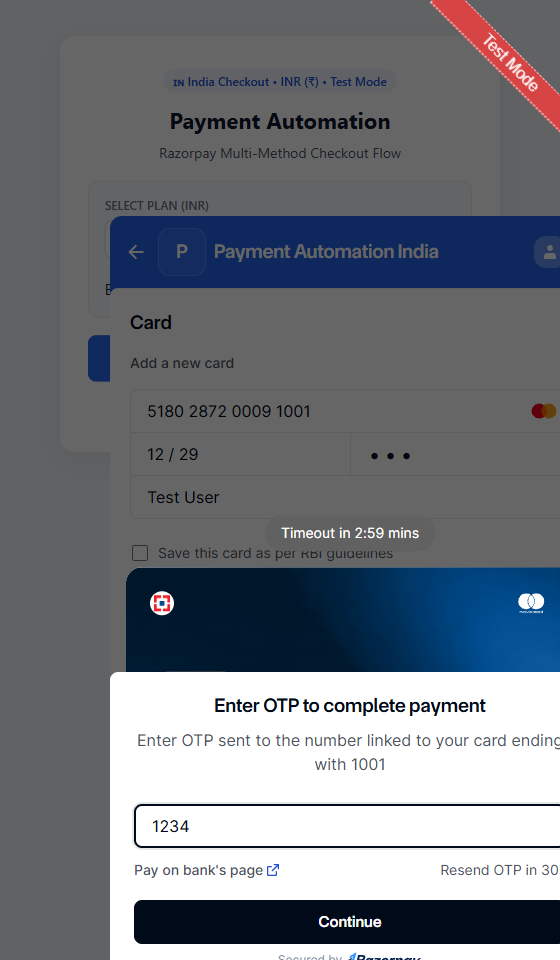 Test Mode
IN India Checkout • INR (₹) • Test Mode
Payment Automation
Razorpay Multi-Method Checkout Flow
SELECT PLAN (INR)
P Payment Automation India
Card
Add a new card
5180 2872 0009 1001
12 / 29 •••
Test User
Timeout in 2:59 mins
Save this card as per RBI guidelines
Enter OTP to complete payment
Enter OTP sent to the number linked to your card ending
with 1001
1234
Pay on bank's page Resend OTP in 30
Continue
Secured by Razorpay